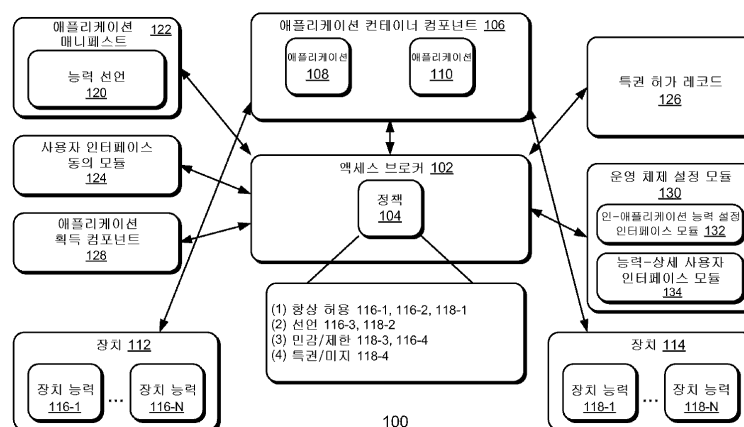 애플리케이션 122
매니페스트
능력 선언
120
애플리케이션 컨테이너 컴포넌트 106
애플리케이션
108
애플리케이션
110
특권 허가 레코드
126
사용자 인터페이스
동의 모듈
124
액세스 브로커 102
정책
104
애플리케이션
획득 컴포넌트
128
운영 체제 설정 모듈
130
인-애플리케이션 능력 설정
인터페이스 모듈 132
능력-상세 사용자
인터페이스 모듈
134
(1) 항상 허용 116-1, 116-2, 118-1
(2) 선언 116-3, 118-2
(3) 민감/제한 118-3, 116-4
(4) 특권/미지 118-4
장치 112
장치 능력
116-1
...
장치 능력
116-N
장치 114
장치 능력
118-1
...
장치 능력
118-N
100